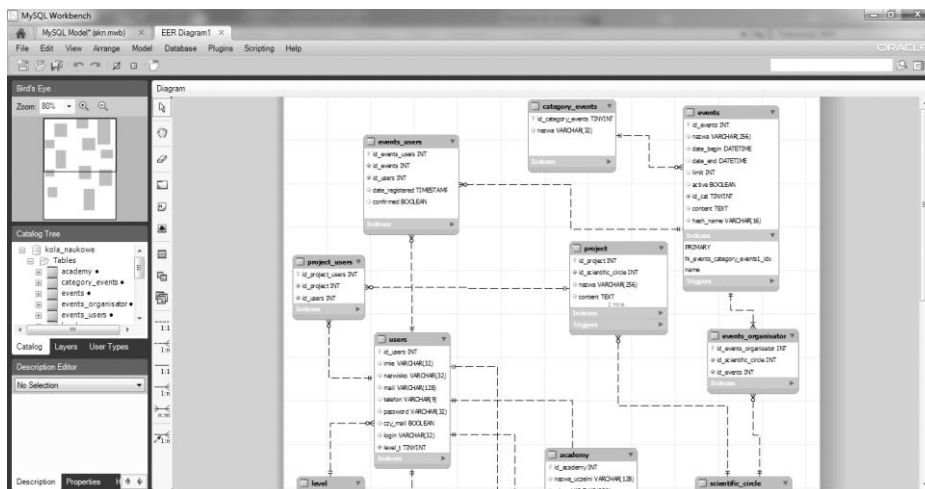 MySQL Workbench
MySQL Model* (skn.mwb) ×
EER Diagram1 ×
File Edit View Arrange Model Database Plugins Scripting Help
ORACLE
Bird's Eye
Zoom: 80%
Catalog Tree
kola_naukowe
Tables
academy
category_events
events
events_organisator
events_users
Catalog Layers User Types
Description Editor
No Selection
Description Properties H
1:1
1:n
1:1
1:n
n:m
1:n
Diagram
category_events
id_category_events TINYINT
nazwa VARCHAR(32)
Indexes
events
id_events INT
nazwa VARCHAR(256)
date_begin DATETIME
date_end DATETIME
limit INT
active BOOLEAN
id_cat TINYINT
content TEXT
hash_name VARCHAR(16)
Indexes
PRIMARY
fk_events_category_events1_idx
name
Triggers
events_users
id_events_users INT
id_events INT
id_users INT
date_registered TIMESTAMP
confirmed BOOLEAN
Indexes
project
id_project INT
id_scientific_circle INT
nazwa VARCHAR(256)
content TEXT
Indexes
Triggers
project_users
id_project_users INT
id_project INT
id_users INT
Indexes
events_organisator
id_events_organisator INT
id_scientific_circle INT
id_events INT
Indexes
users
id_users INT
imie VARCHAR(32)
nazwisko VARCHAR(32)
mail VARCHAR(128)
telefon VARCHAR(9)
password VARCHAR(32)
czy_mail BOOLEAN
login VARCHAR(32)
level_t TINYINT
Indexes
level
academy
id_academy INT
nazwa_uczelni VARCHAR(128)
scientific_circle